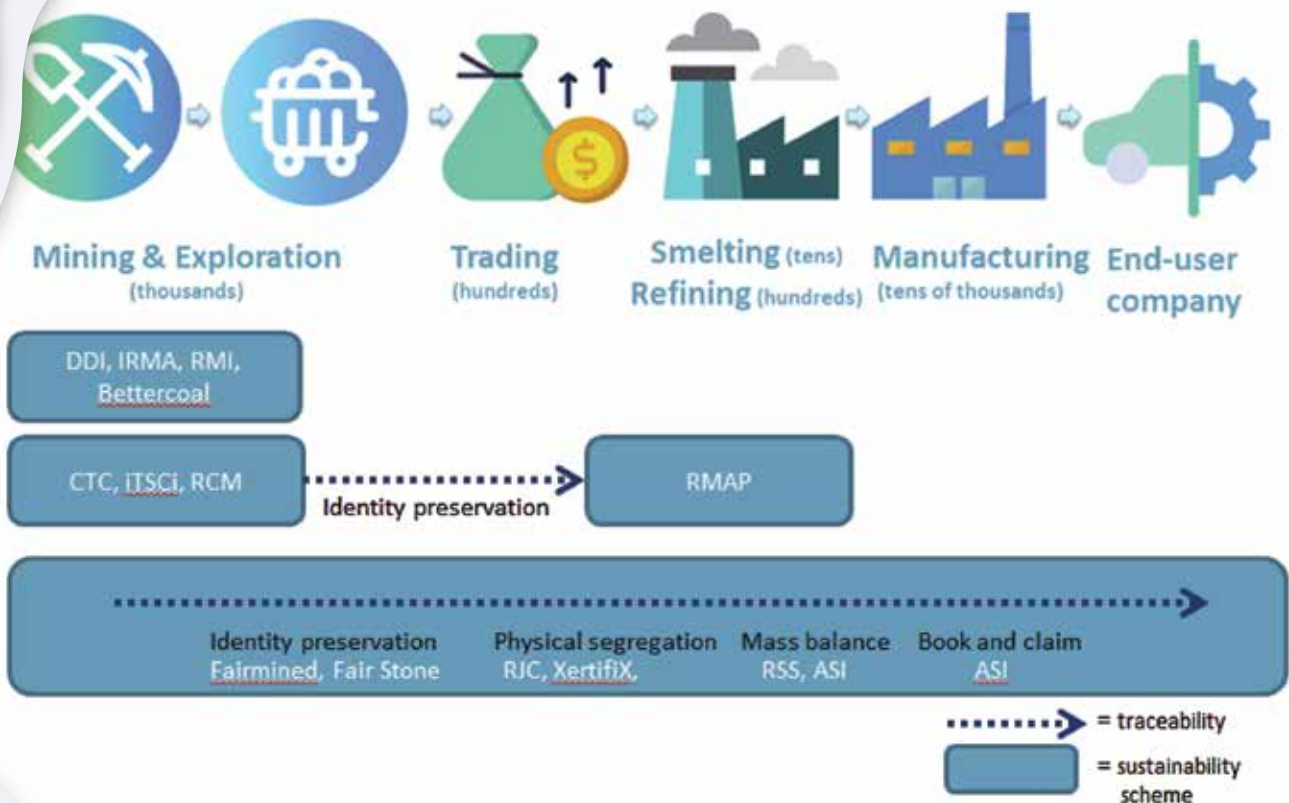 $
Mining & Exploration
(thousands)
Trading
(hundreds)
Smelting (tens)
Refining (hundreds)
Manufacturing
(tens of thousands)
End-user
company
DDI, IRMA, RMI,
Bettercoal
CTC, iTSCi, RCM
Identity preservation
RMAP
Identity preservation
Fairmined, Fair Stone
Physical segregation
RJC, XertifiX,
Mass balance
RSS, ASI
Book and claim
ASI
= traceability
= sustainability
scheme